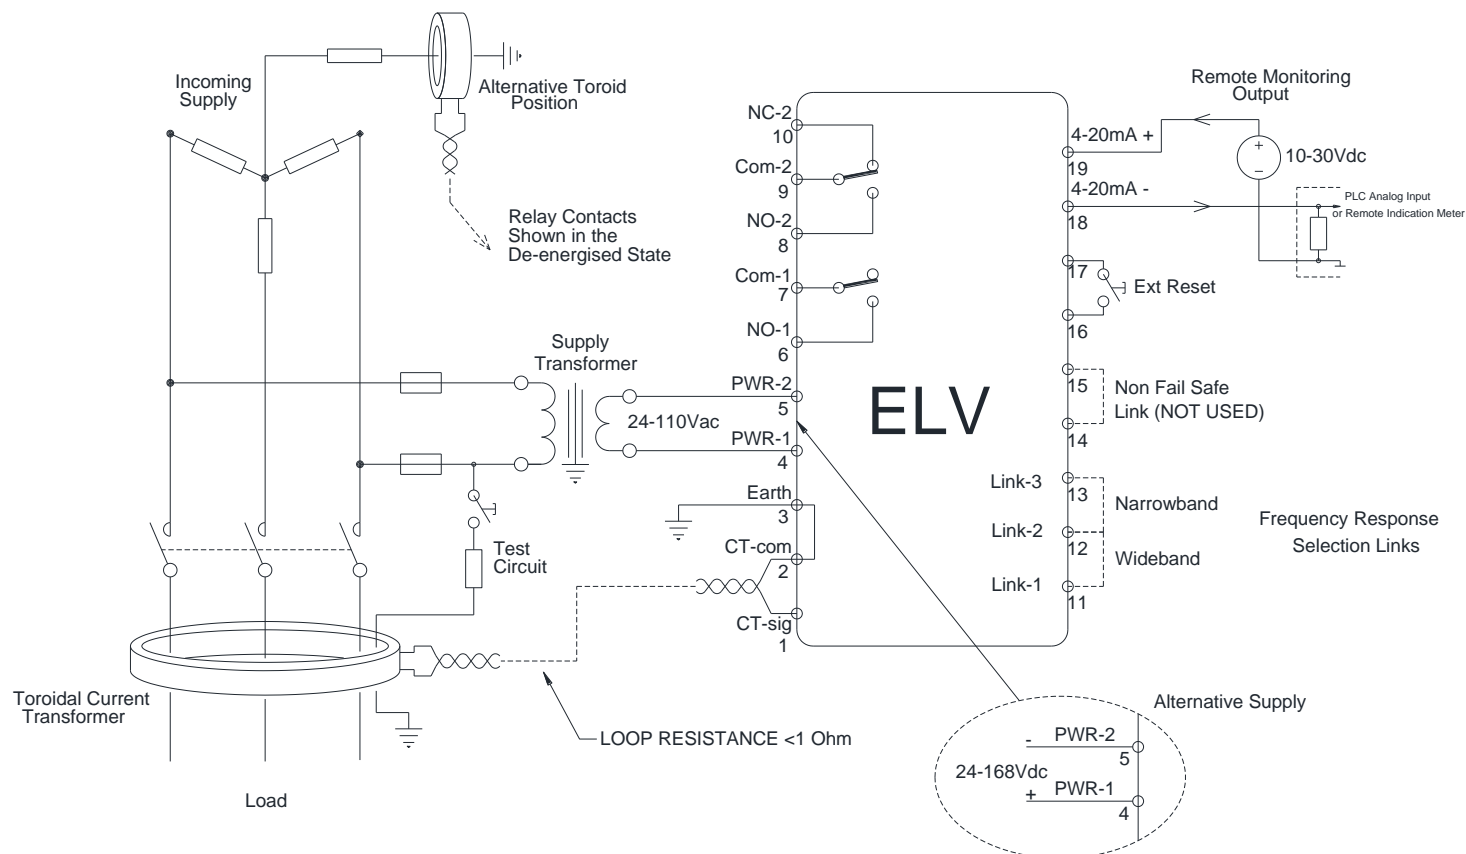 Incoming
Supply
Alternative Toroid
Position
Relay Contacts
Shown in the
De-energised State
Supply
Transformer
24-110Vac
Test
Circuit
Toroidal Current
Transformer
Load
LOOP RESISTANCE <1 Ohm
NC-2
10
Com-2
9
NO-2
8
Com-1
7
NO-1
6
PWR-2
5
PWR-1
4
Earth
3
CT-com
2
CT-sig
1
ELV
Remote Monitoring
Output
4-20mA +
19
+
-
10-30Vdc
4-20mA -
18
PLC Analog Input
or Remote Indication Meter
17
Ext Reset
16
15
Non Fail Safe
Link (NOT USED)
14
Link-3
13
Narrowband
Link-2
12
Wideband
Link-1
11
Frequency Response
Selection Links
Alternative Supply
- PWR-2
5
24-168Vdc
+ PWR-1
4